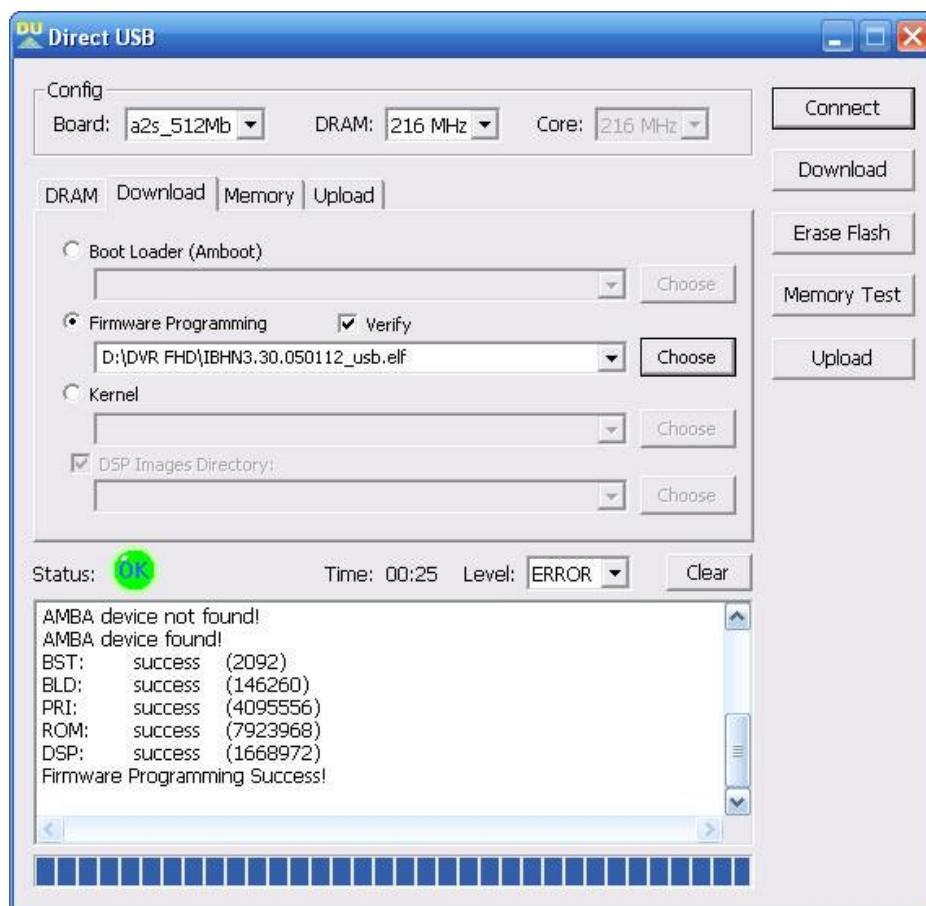 DU Direct USB
Config
Board: a2s_512Mb DRAM: 216 MHz Core: 216 MHz
Connect
Download
Erase Flash
Memory Test
Upload
DRAM Download Memory Upload
Boot Loader (Amboot)
Choose
Firmware Programming Verify
D:\DVR FHD\IBHN3.30.050112_usb.elf Choose
Kernel
Choose
DSP Images Directory:
Choose
Status: OK Time: 00:25 Level: ERROR Clear
AMBA device not found!
AMBA device found!
BST: success (2092)
BLD: success (146260)
PRI: success (4095556)
ROM: success (7923968)
DSP: success (1668972)
Firmware Programming Success!